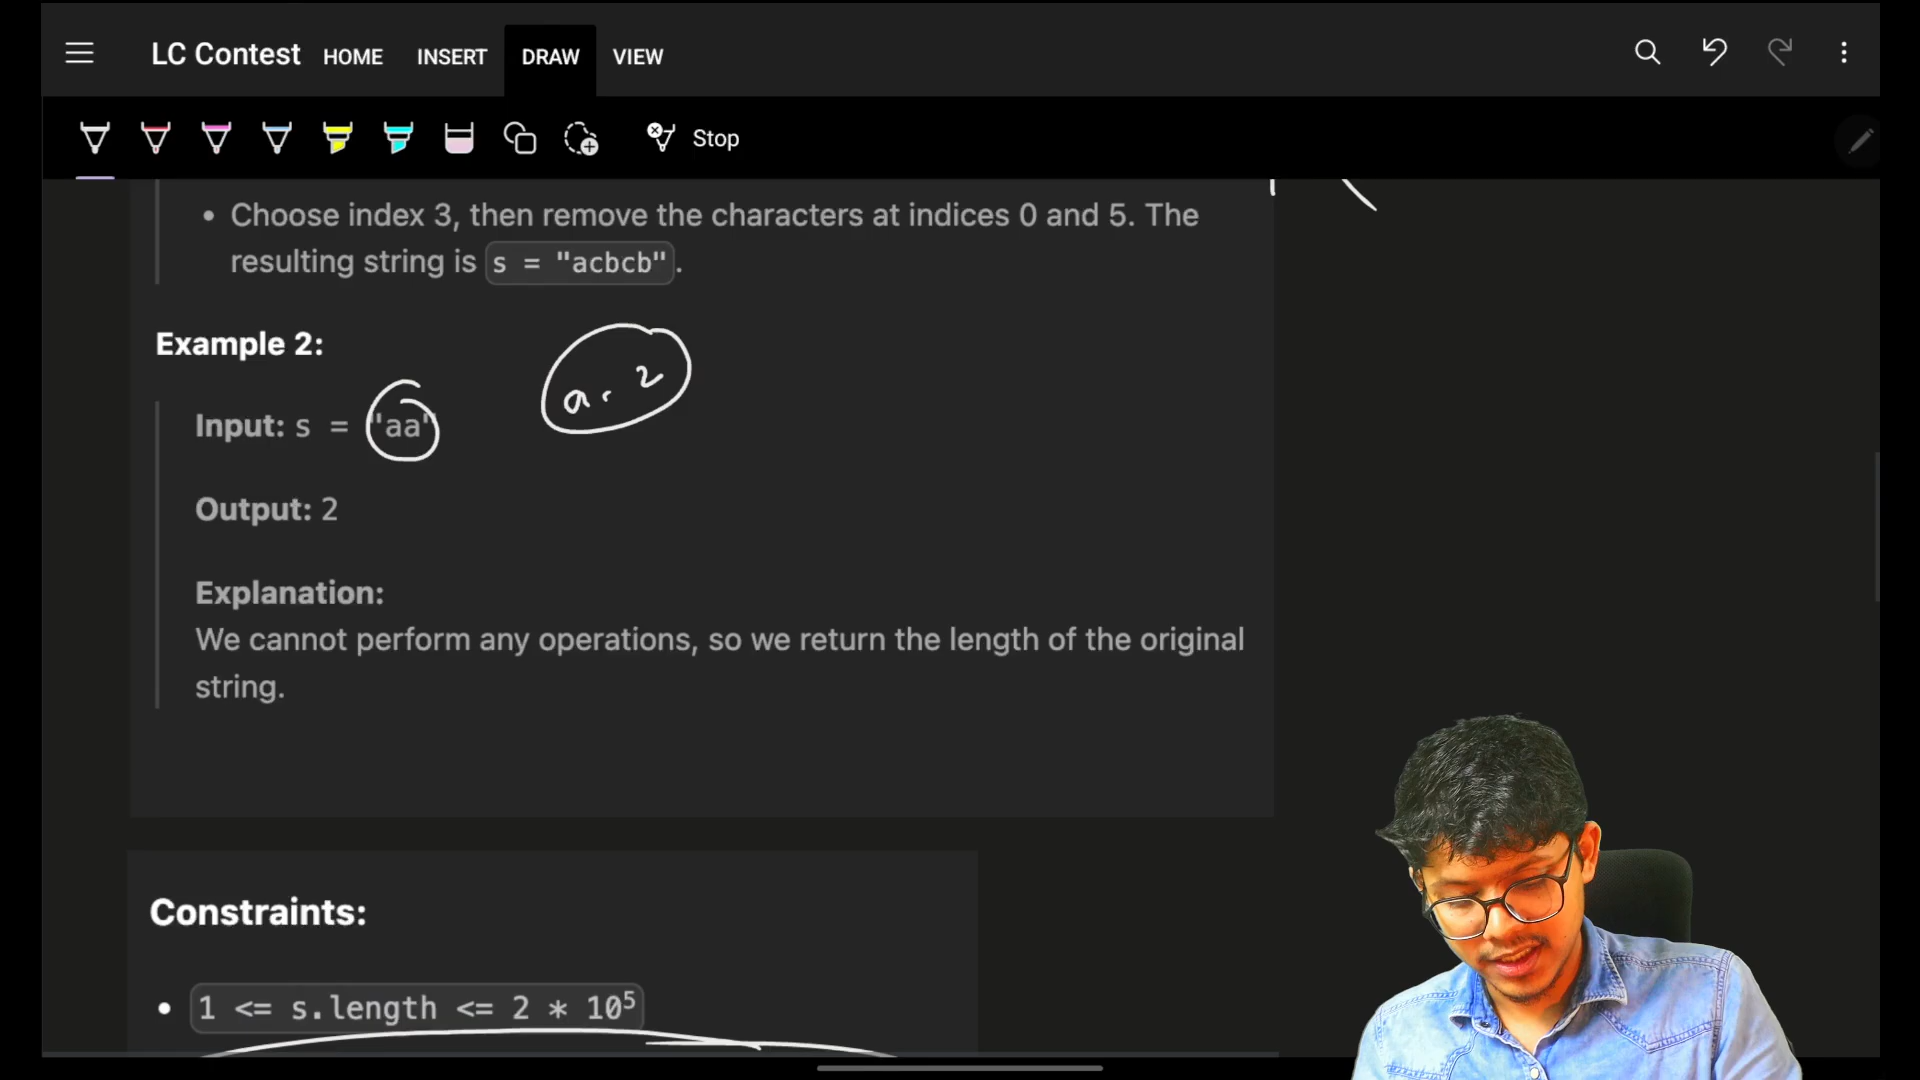 LC Contest HOME INSERT DRAW VIEW
Stop
• Choose index 3, then remove the characters at indices 0 and 5. The
resulting string is s = "acbcb".
Example 2:
a. 2
Input: s = "aa"
Output: 2
Explanation:
We cannot perform any operations, so we return the length of the original
string.
Constraints:
• 1 <= s.length <= 2 * 10⁵